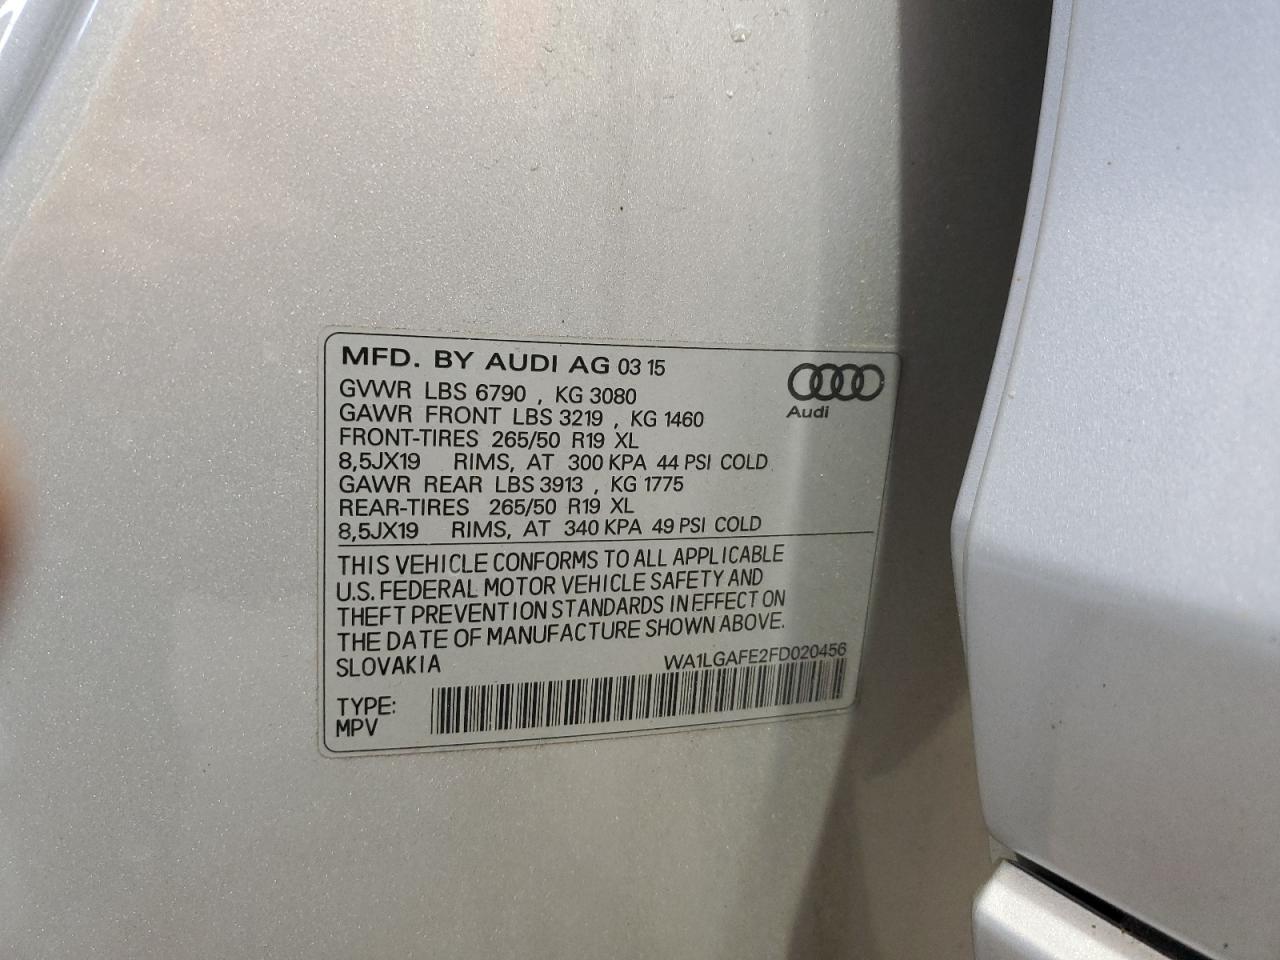 MFD. BY AUDI AG 03 15
GVWR LBS 6790 , KG 3080
GAWR FRONT LBS 3219 , KG 1460
Audi
FRONT-TIRES 265/50 R19 XL
8,5JX19 RIMS, AT 300 KPA 44 PSI COLD
GAWR REAR LBS 3913 , KG 1775
REAR-TIRES 265/50 R19 XL
8,5JX19 RIMS, AT 340 KPA 49 PSI COLD
THIS VEHICLE CONFORMS TO ALL APPLICABLE
U.S. FEDERAL MOTOR VEHICLE SAFETY AND
THEFT PREVENTION STANDARDS IN EFFECT ON
THE DATE OF MANUFACTURE SHOWN ABOVE.
SLOVAKIA WA1LGAFE2FD020456
TYPE:
MPV